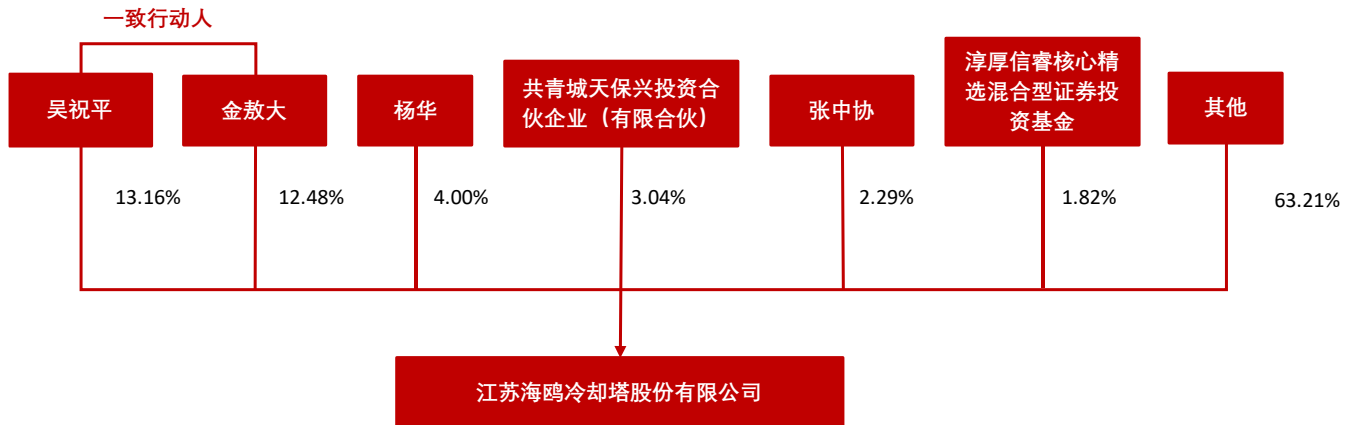 一致行动人
吴祝平
金敖大
杨华
共青城天保兴投资合
伙企业（有限合伙）
张中协
淳厚信睿核心精
选混合型证券投
资基金
其他
13.16%
12.48%
4.00%
3.04%
2.29%
1.82%
63.21%
江苏海鸥冷却塔股份有限公司